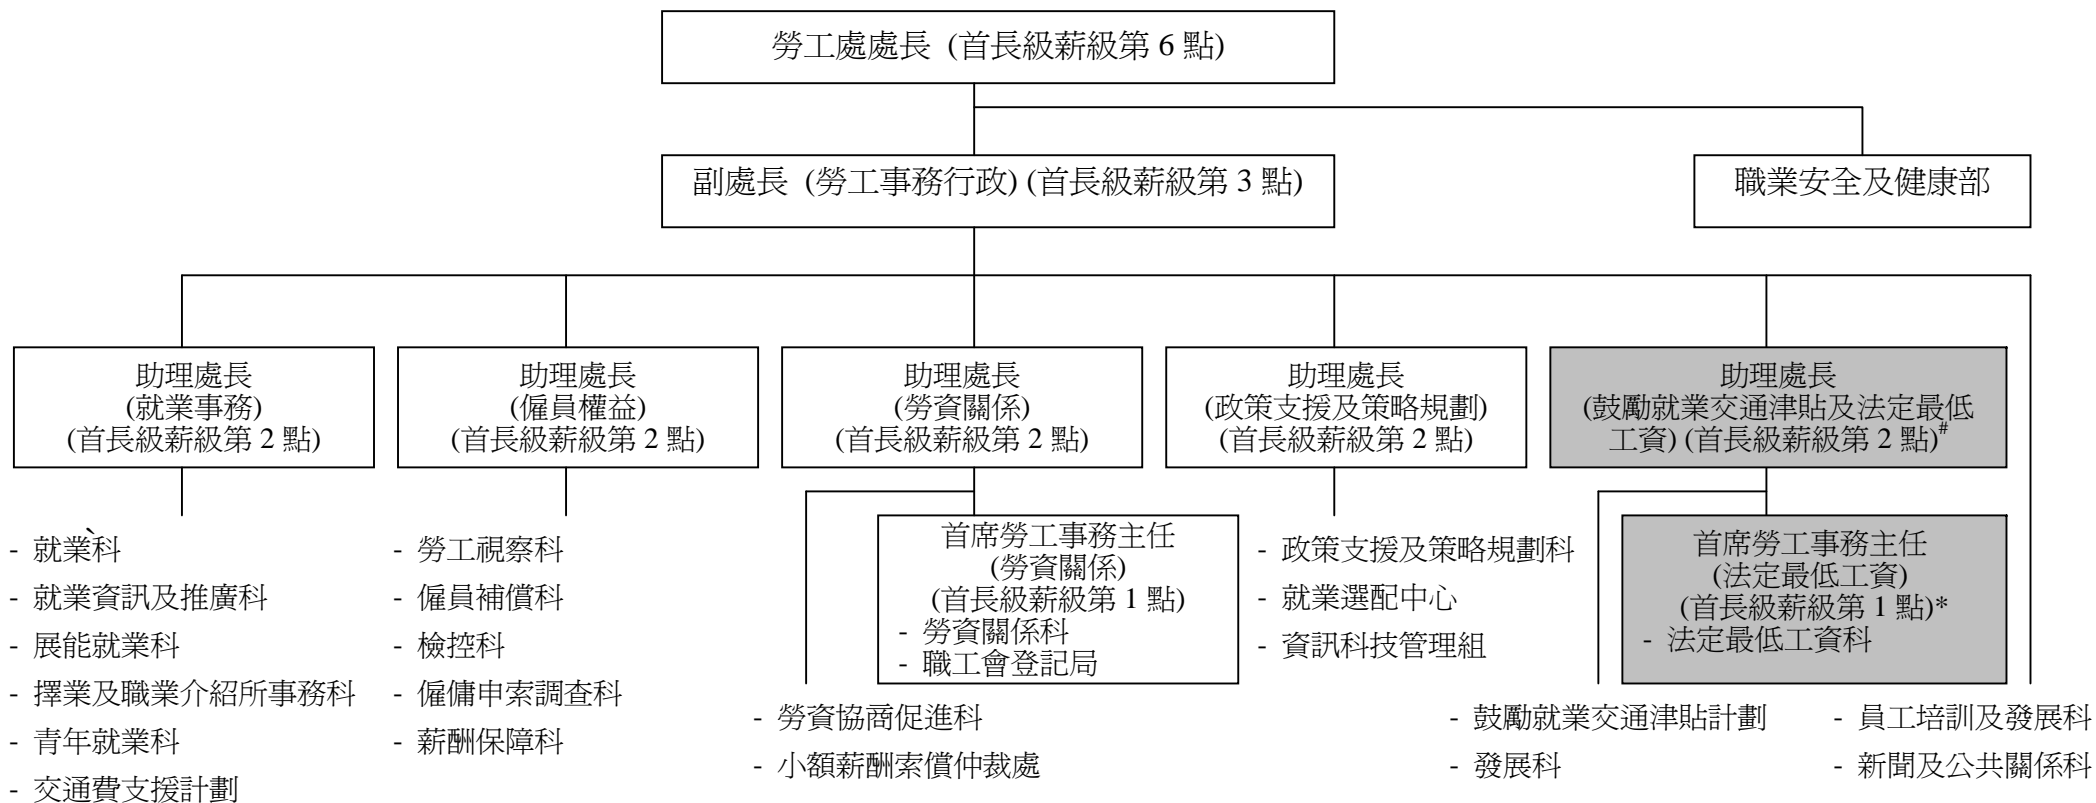 勞工處處長 (首長級薪級第 6 點)
副處長 (勞工事務行政) (首長級薪級第 3 點)
職業安全及健康部
助理處長
(就業事務)
(首長級薪級第 2 點)
- 就業科
- 就業資訊及推廣科
- 展能就業科
- 擇業及職業介紹所事務科
- 青年就業科
- 交通費支援計劃
助理處長
(僱員權益)
(首長級薪級第 2 點)
- 勞工視察科
- 僱員補償科
- 檢控科
- 僱傭申索調查科
- 薪酬保障科
助理處長
(勞資關係)
(首長級薪級第 2 點)
首席勞工事務主任
(勞資關係)
(首長級薪級第 1 點)
- 勞資關係科
- 職工會登記局
- 勞資協商促進科
- 小額薪酬索償仲裁處
助理處長
(政策支援及策略規劃)
(首長級薪級第 2 點)
- 政策支援及策略規劃科
- 就業選配中心
- 資訊科技管理組
助理處長
(鼓勵就業交通津貼及法定最低
工資) (首長級薪級第 2 點)#
首席勞工事務主任
(法定最低工資)
(首長級薪級第 1 點)*
- 法定最低工資科
- 鼓勵就業交通津貼計劃
- 發展科
- 員工培訓及發展科
- 新聞及公共關係科